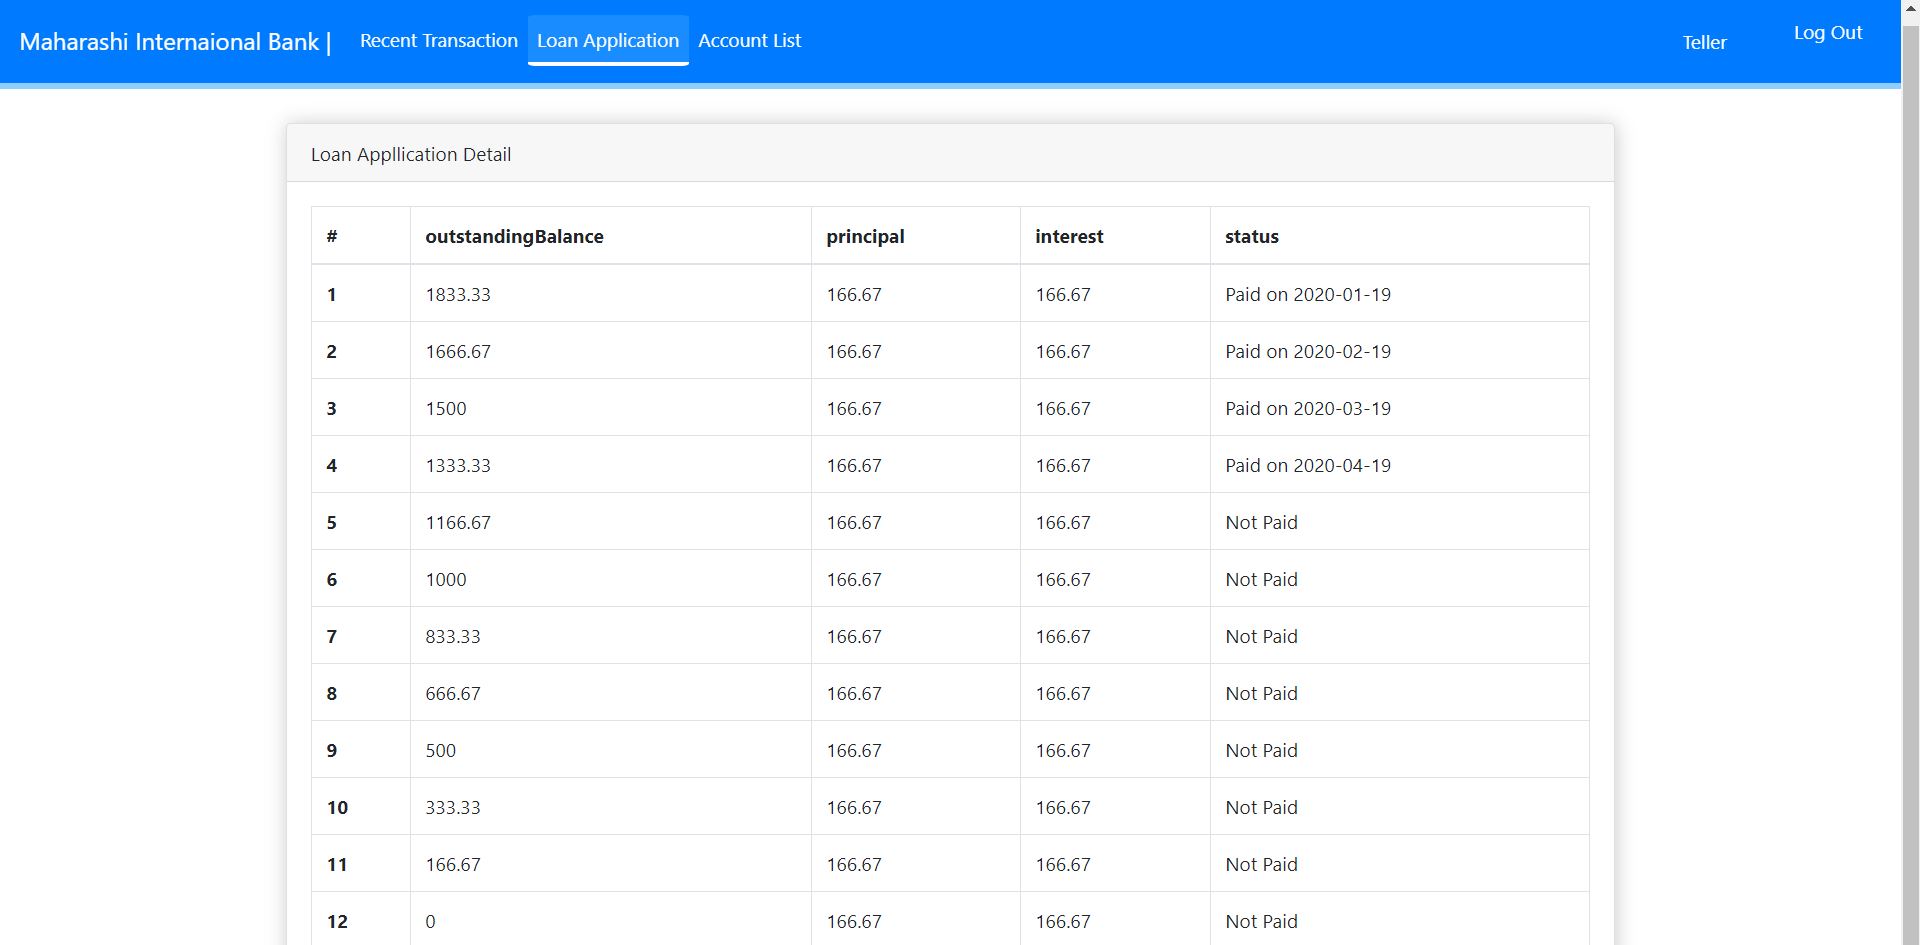 Maharashi Internaional Bank | Recent Transaction Loan Application Account List Teller Log Out
Loan Appllication Detail
# outstandingBalance principal interest status
1 1833.33 166.67 166.67 Paid on 2020-01-19
2 1666.67 166.67 166.67 Paid on 2020-02-19
3 1500 166.67 166.67 Paid on 2020-03-19
4 1333.33 166.67 166.67 Paid on 2020-04-19
5 1166.67 166.67 166.67 Not Paid
6 1000 166.67 166.67 Not Paid
7 833.33 166.67 166.67 Not Paid
8 666.67 166.67 166.67 Not Paid
9 500 166.67 166.67 Not Paid
10 333.33 166.67 166.67 Not Paid
11 166.67 166.67 166.67 Not Paid
12 0 166.67 166.67 Not Paid